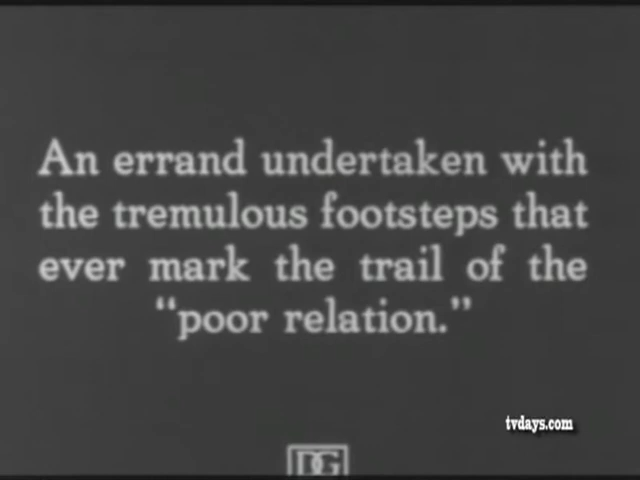 An errand undertaken with
the tremulous footsteps that
ever mark the trail of the
“poor relation.”
tvdays.com
DG